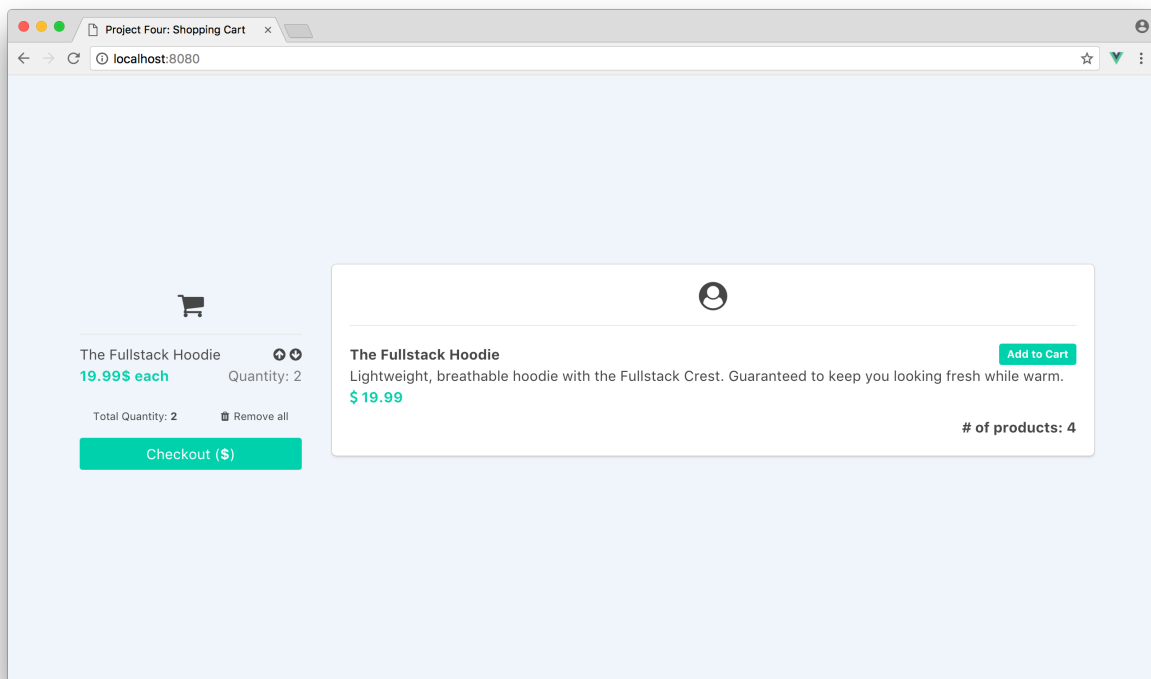 Project Four: Shopping Cart
localhost:8080
The Fullstack Hoodie
19.99$ each Quantity: 2
Total Quantity: 2 Remove all
Checkout ($)
The Fullstack Hoodie Add to Cart
Lightweight, breathable hoodie with the Fullstack Crest. Guaranteed to keep you looking fresh while warm.
$ 19.99
# of products: 4